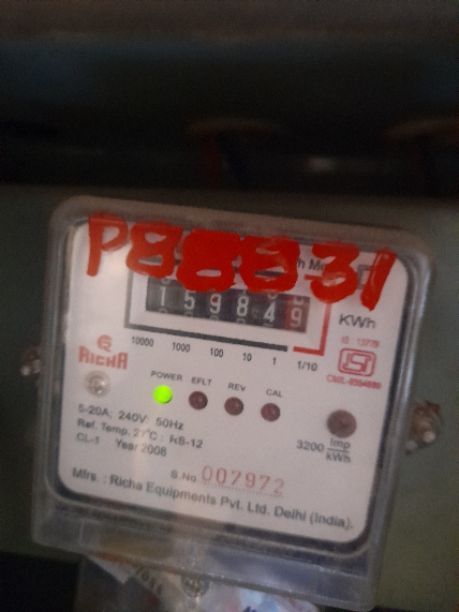 P88831
159849
KWh
10000 1000 100 10 1 1/10
RICHA
POWER EFLT REV CAL
5-20A; 240V; 50Hz
Ref. Temp. 27°C;
CL-1 Year 2008
3200 Imp/kWh
S.No 007972
Mfrs. : Richa Equipments Pvt. Ltd. Delhi (India).